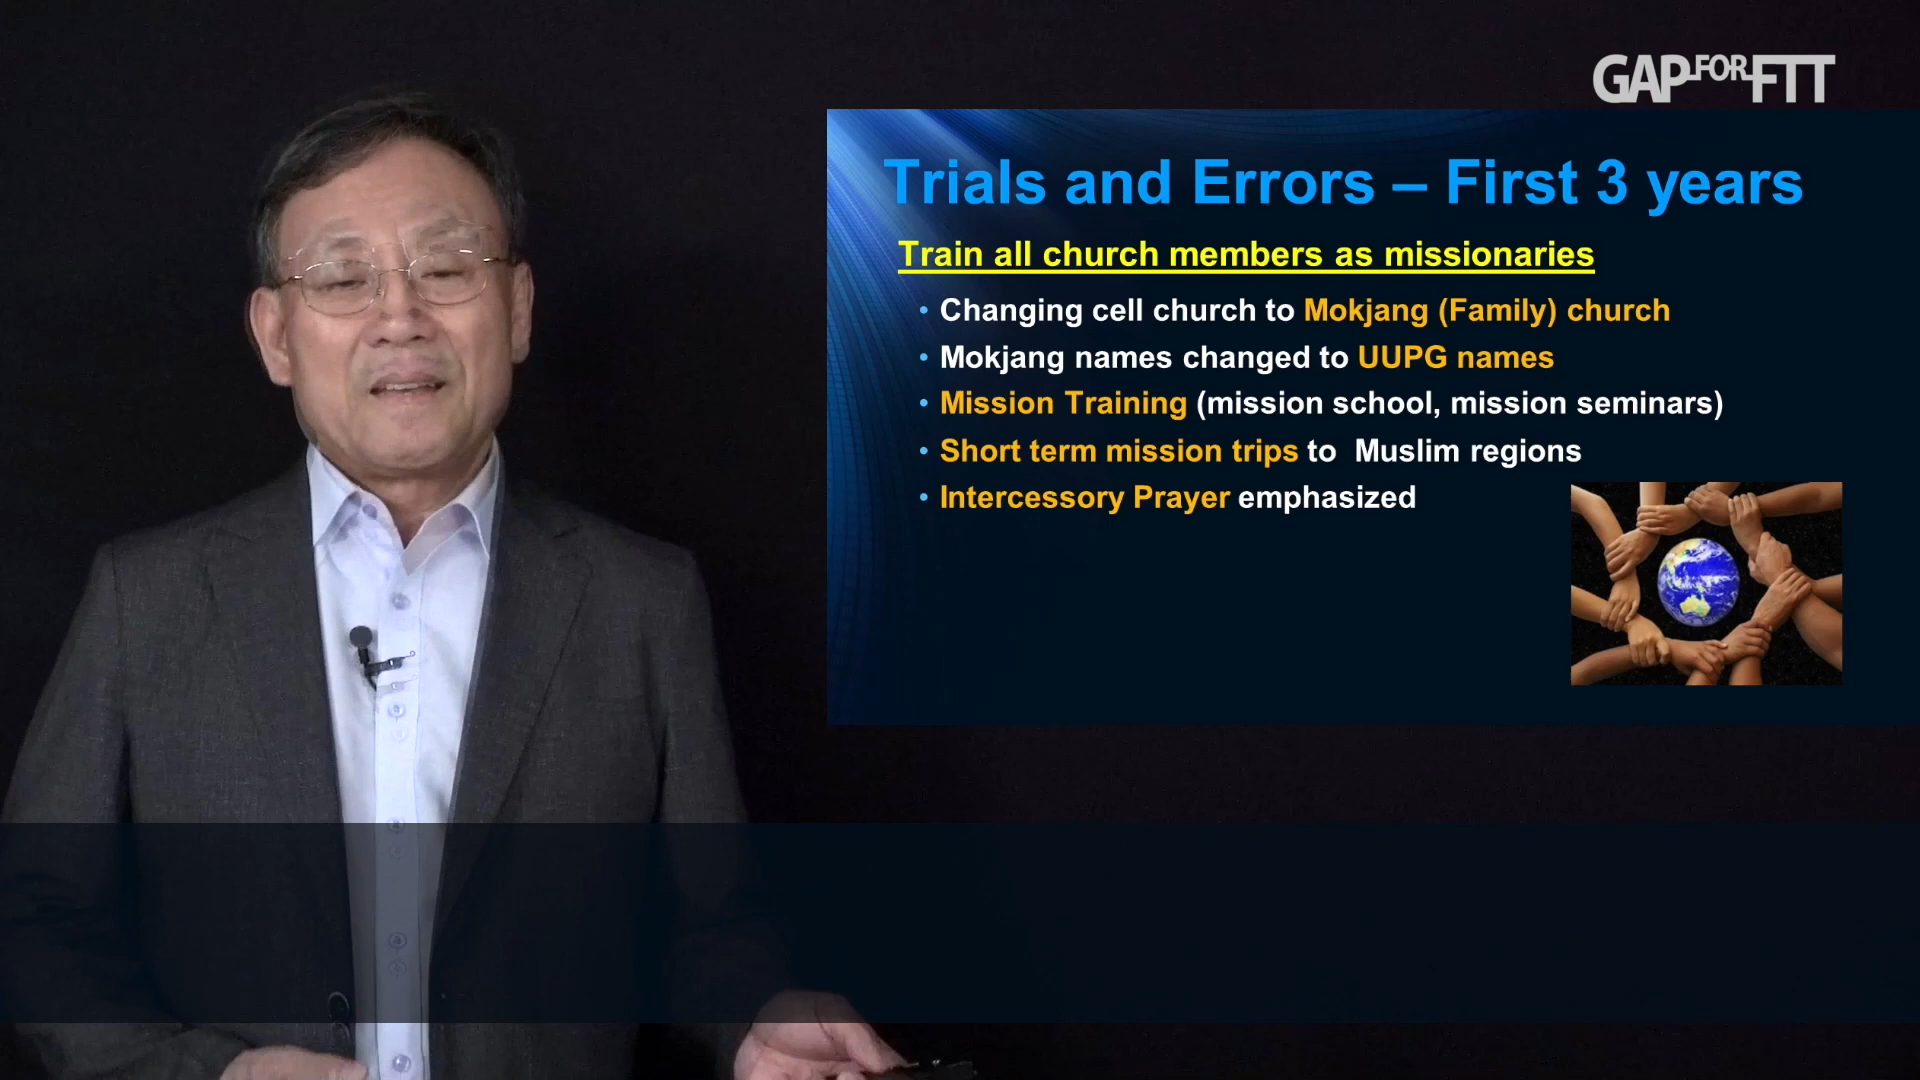 GAP FOR FTT
Trials and Errors – First 3 years
Train all church members as missionaries
• Changing cell church to Mokjang (Family) church
• Mokjang names changed to UUPG names
• Mission Training (mission school, mission seminars)
• Short term mission trips to  Muslim regions
• Intercessory Prayer emphasized